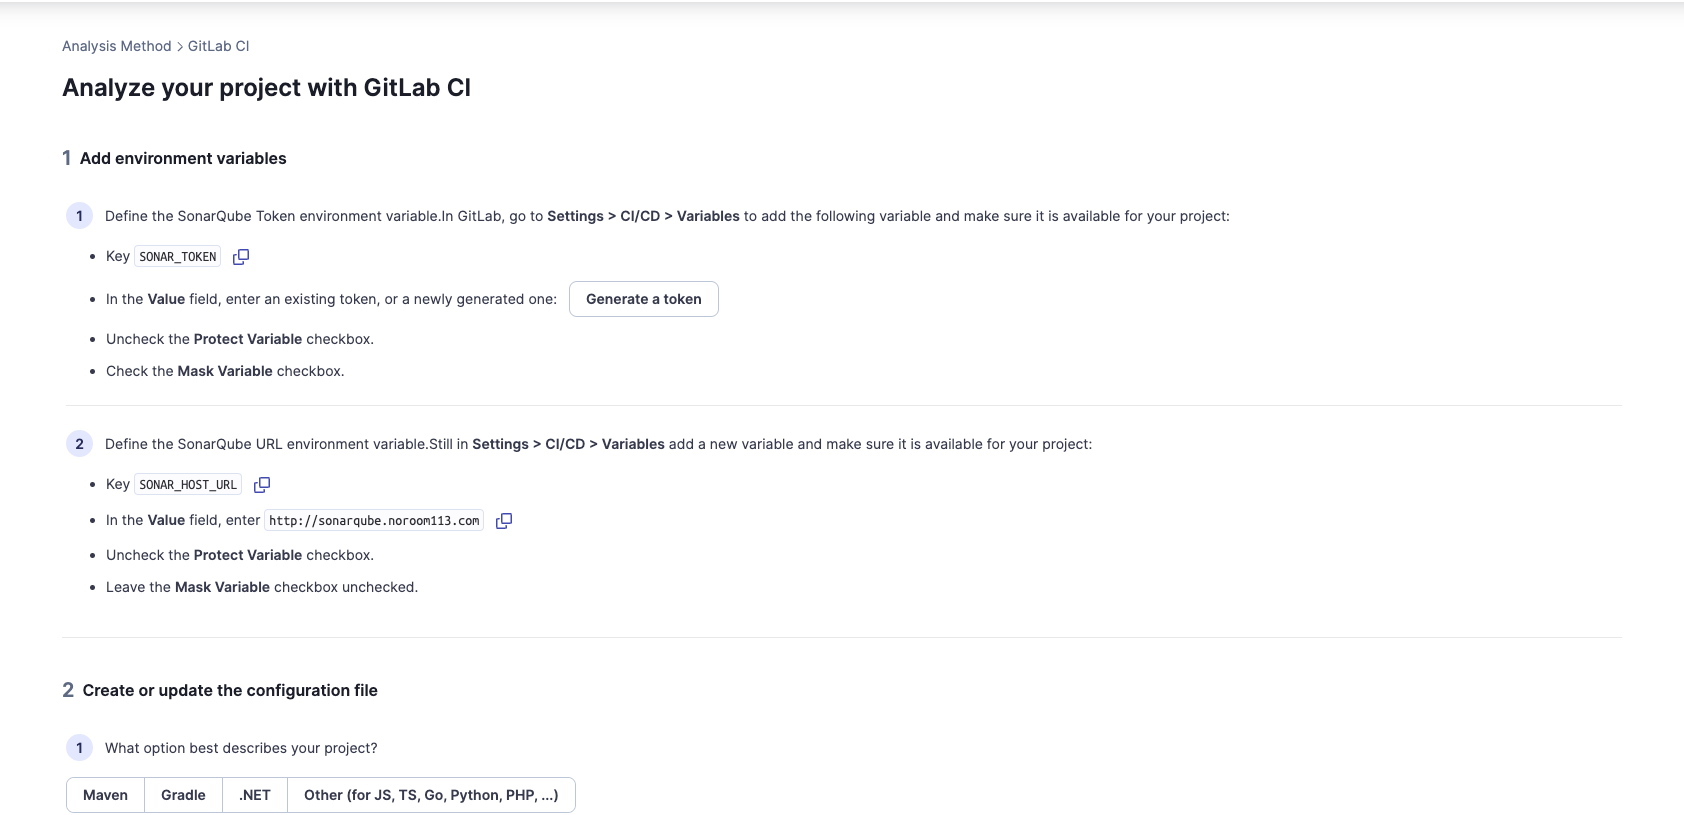 Analysis Method > GitLab CI
Analyze your project with GitLab CI
1 Add environment variables
1 Define the SonarQube Token environment variable.In GitLab, go to Settings > CI/CD > Variables to add the following variable and make sure it is available for your project:
• Key SONAR_TOKEN
• In the Value field, enter an existing token, or a newly generated one: Generate a token
• Uncheck the Protect Variable checkbox.
• Check the Mask Variable checkbox.
2 Define the SonarQube URL environment variable.Still in Settings > CI/CD > Variables add a new variable and make sure it is available for your project:
• Key SONAR_HOST_URL
• In the Value field, enter http://sonarqube.noroom113.com
• Uncheck the Protect Variable checkbox.
• Leave the Mask Variable checkbox unchecked.
2 Create or update the configuration file
1 What option best describes your project?
Maven Gradle .NET Other (for JS, TS, Go, Python, PHP, ...)